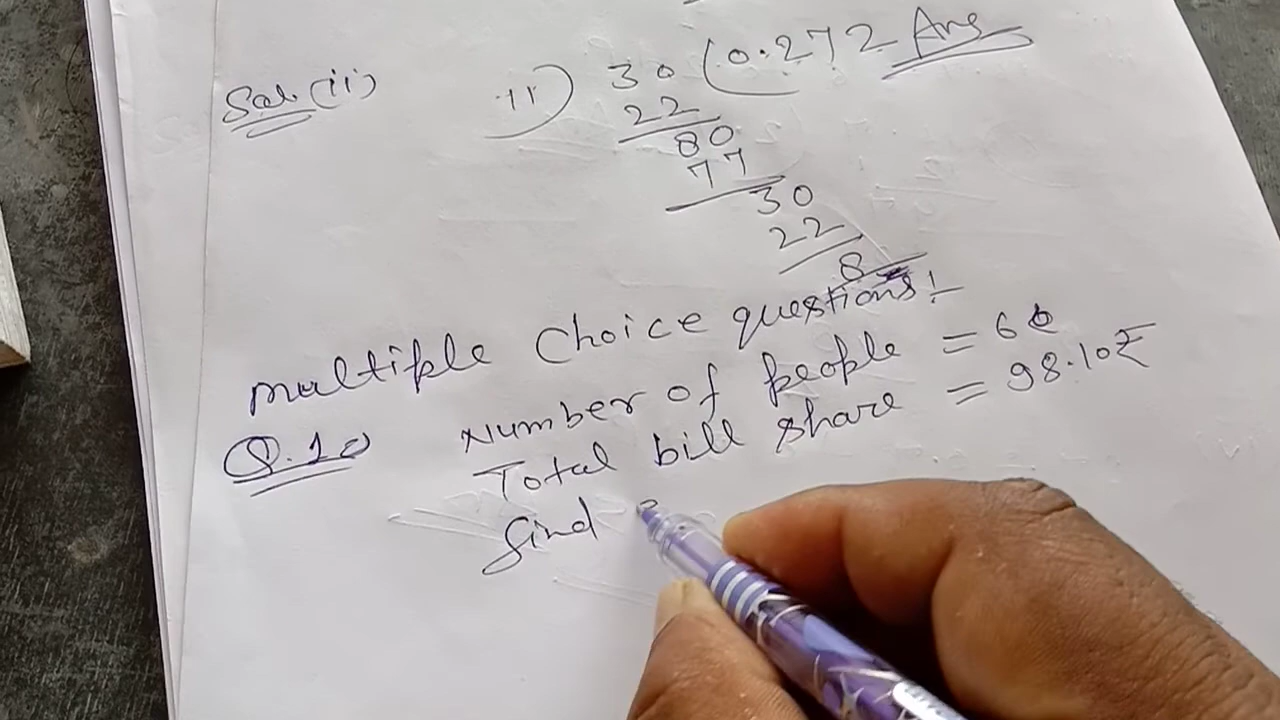 Sol.(ii)
11) 30 (0.272 Ans
22
80
77
30
22
8
Multiple Choice questions:-
Q.10 Number of people = 6
Total bill share = 98.10₹
find